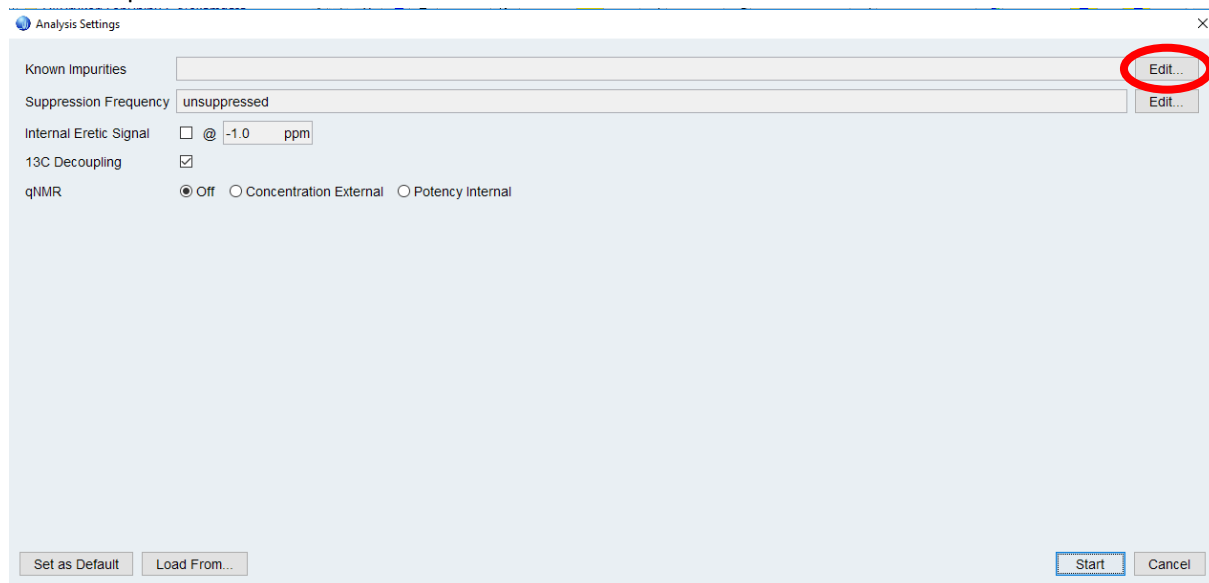 Analysis Settings
Known Impurities Edit...
Suppression Frequency unsuppressed Edit...
Internal Eretic Signal @ -1.0 ppm
13C Decoupling
qNMR Off Concentration External Potency Internal
Set as Default Load From... Start Cancel